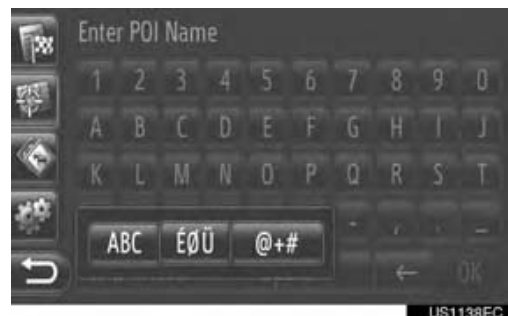 Enter POI Name
1 2 3 4 5 6 7 8 9 0
A B C D E F G H I J
K L M N O P Q R S T
- , . _
ABC ÉØÜ @+#
← OK
US1138EC